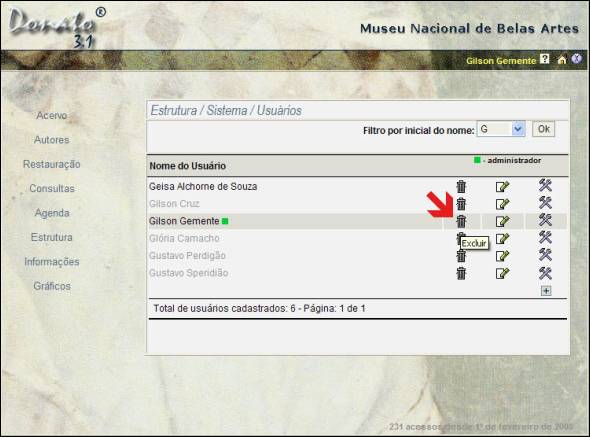 Donato®
3.1
Museu Nacional de Belas Artes
Gilson Gemente ?
Acervo
Autores
Restauração
Consultas
Agenda
Estrutura
Informações
Gráficos
Estrutura / Sistema / Usuários
Filtro por inicial do nome: G Ok
Nome do Usuário - administrador
Geisa Alchorne de Souza
Gilson Cruz
Gilson Gemente
Glória Camacho
Excluir
Gustavo Perdigão
Gustavo Speridião
Total de usuários cadastrados: 6 - Página: 1 de 1
231 acessos desde 1º de fevereiro de 2005